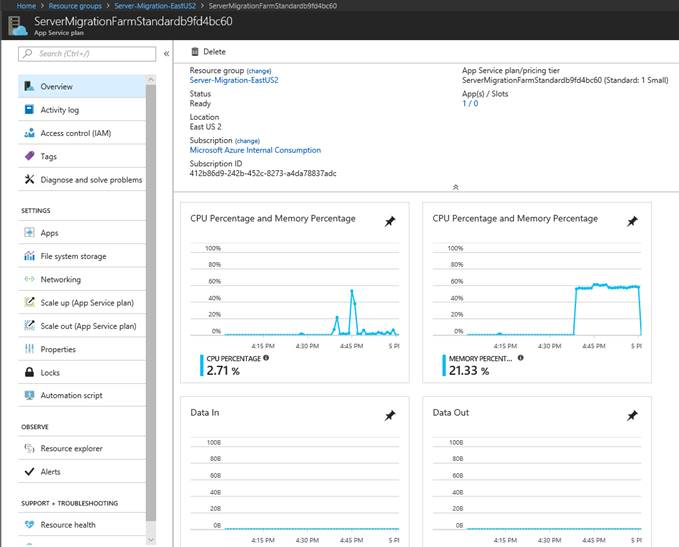 Home > Resource groups > Server-Migration-EastUS2 > ServerMigrationFarmStandardb9fd4bc60
ServerMigrationFarmStandardb9fd4bc60
App Service plan
Search (Ctrl+/)
Overview
Activity log
Access control (IAM)
Tags
Diagnose and solve problems
SETTINGS
Apps
File system storage
Networking
Scale up (App Service plan)
Scale out (App Service plan)
Properties
Locks
Automation script
OBSERVE
Resource explorer
Alerts
SUPPORT + TROUBLESHOOTING
Resource health
Delete
Resource group (change)
Server-Migration-EastUS2
Status
Ready
Location
East US 2
Subscription (change)
Microsoft Azure Internal Consumption
Subscription ID
412b86d9-242b-452c-8273-a4da78837adc
App Service plan/pricing tier
ServerMigrationFarmStandardb9fd4bc60 (Standard: 1 Small)
App(s) / Slots
1 / 0
CPU Percentage and Memory Percentage
100%
80%
60%
40%
20%
0%
4:15 PM 4:30 PM 4:45 PM 5 PI
CPU PERCENTAGE
2.71 %
CPU Percentage and Memory Percentage
100%
80%
60%
40%
20%
0%
4:15 PM 4:30 PM 4:45 PM 5 PI
MEMORY PERCENT...
21.33 %
Data In
100B
80B
60B
40B
20B
0B
4:15 PM 4:30 PM 4:45 PM 5 PI
Data Out
100B
80B
60B
40B
20B
0B
4:15 PM 4:30 PM 4:45 PM 5 PI